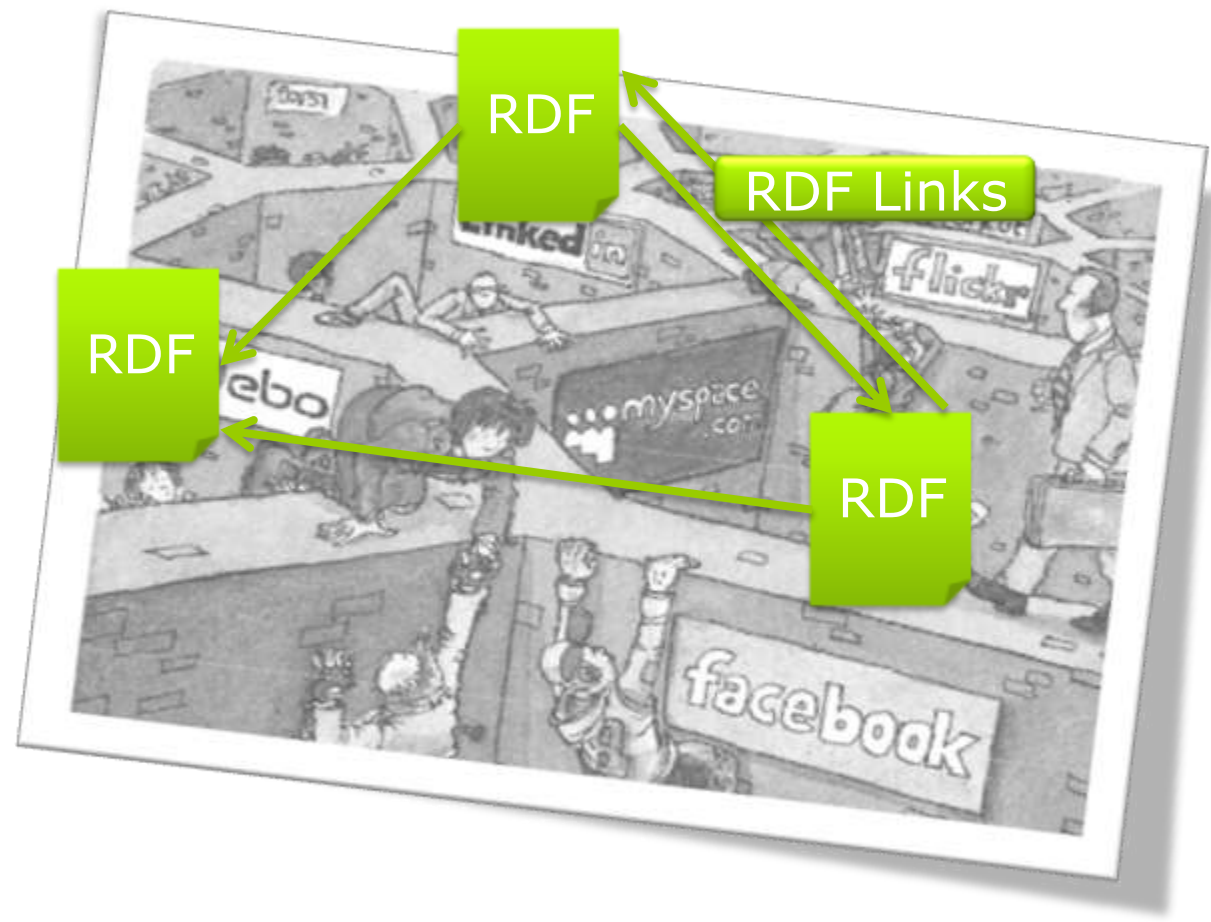 RDF
RDF Links
Linked in
flickr
RDF
ebo
myspace
.com
RDF
facebook